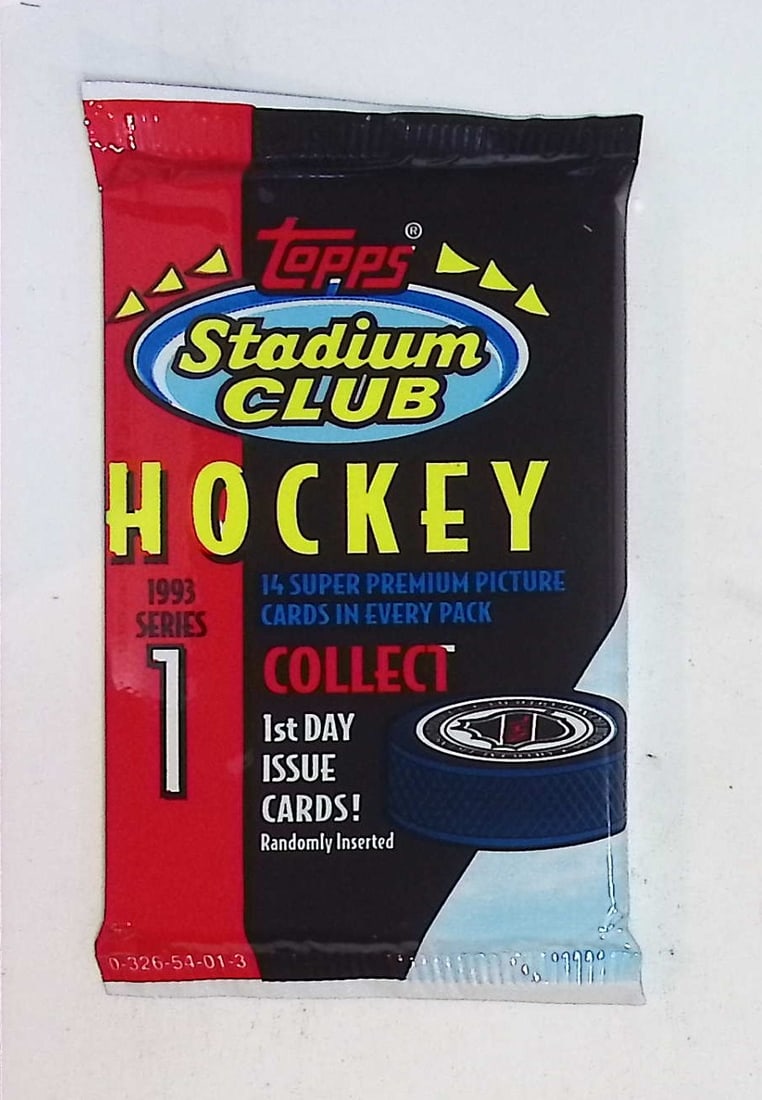 topps®
Stadium
CLUB
HOCKEY
1993
SERIES
1
14 SUPER PREMIUM PICTURE
CARDS IN EVERY PACK
COLLECT
1st DAY
ISSUE
CARDS!
Randomly Inserted
0-326-54-01-3